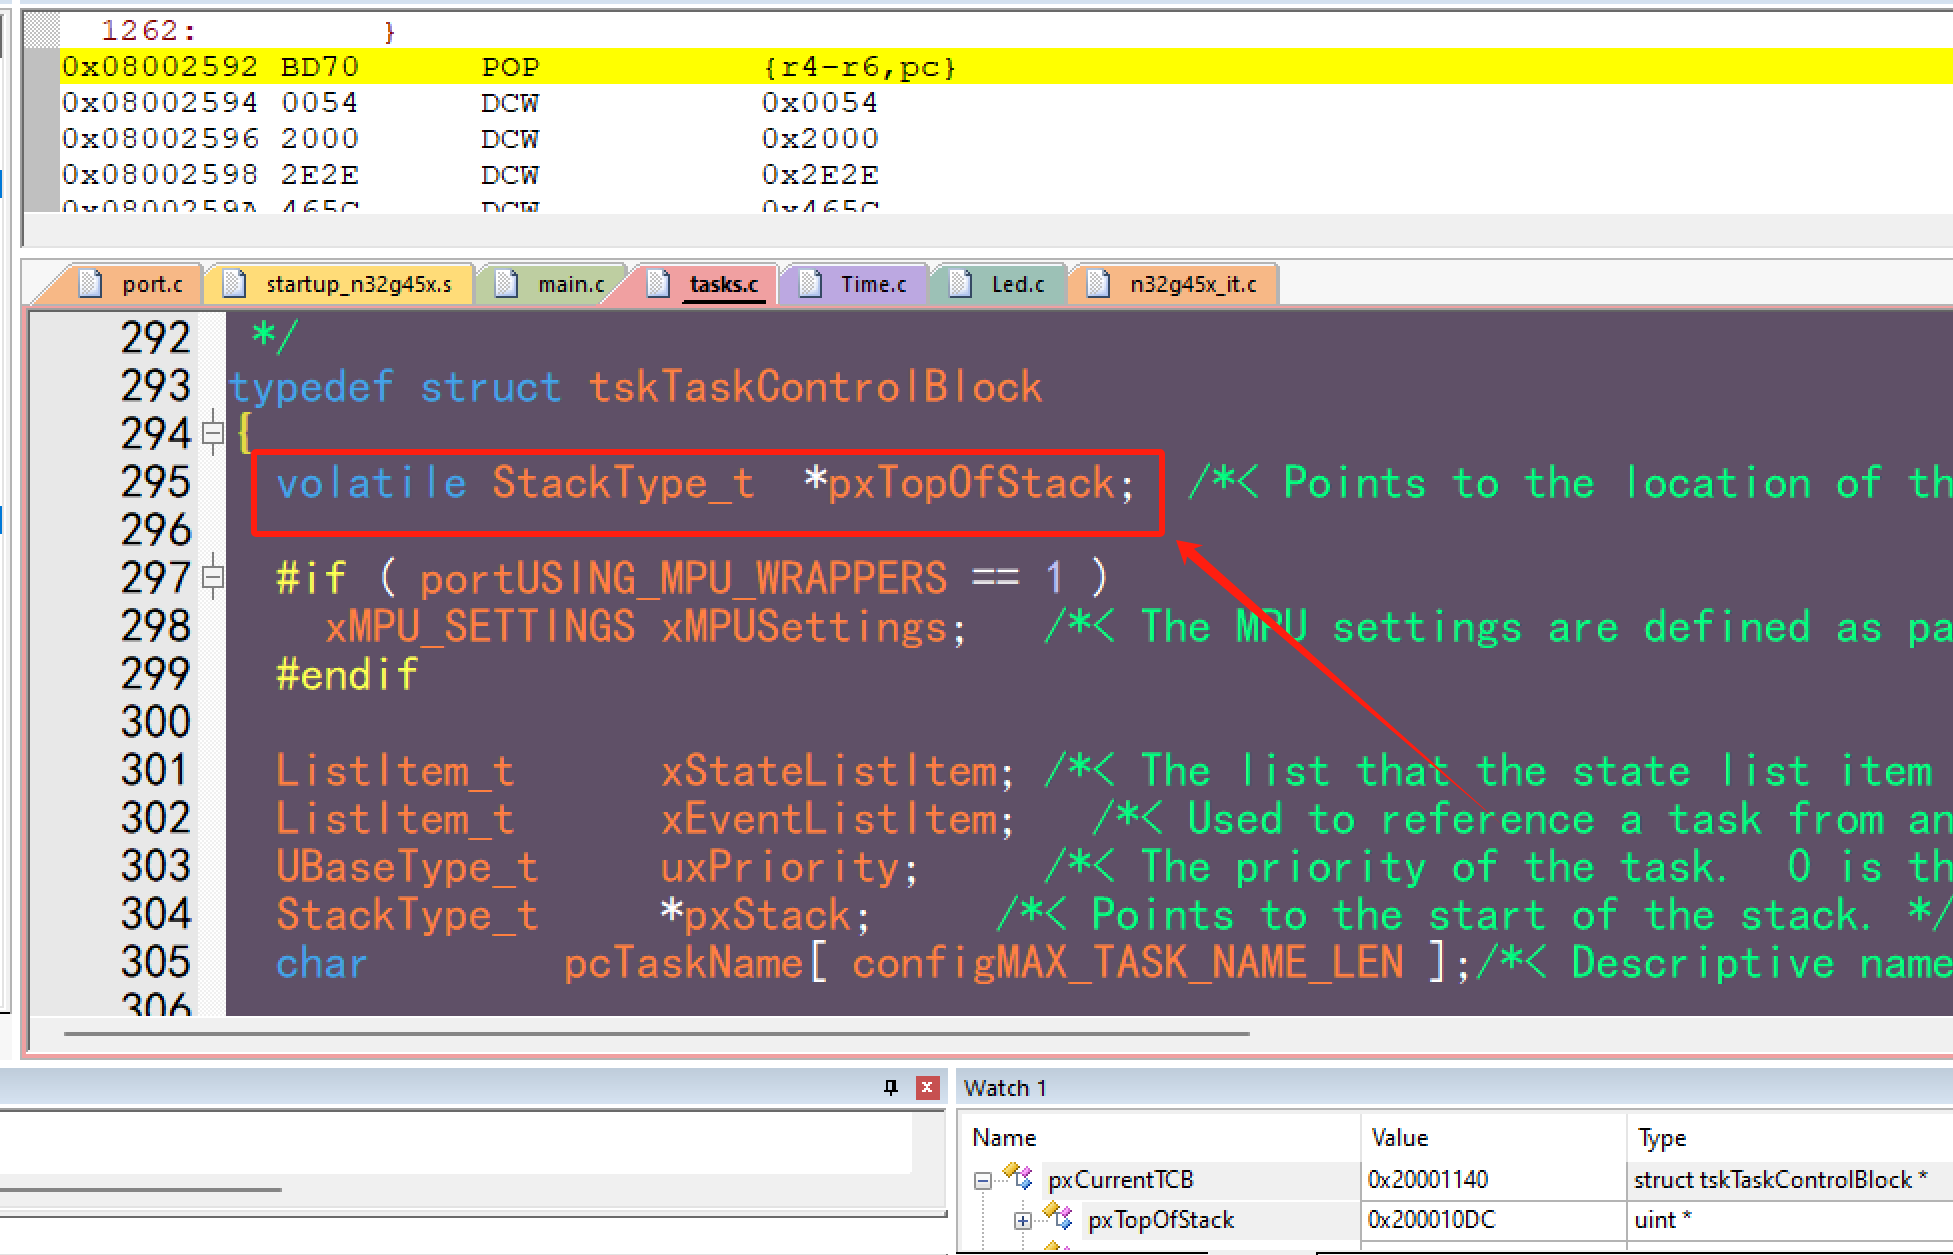 1262: }
0x08002592 BD70 POP {r4-r6,pc}
0x08002594 0054 DCW 0x0054
0x08002596 2000 DCW 0x2000
0x08002598 2E2E DCW 0x2E2E
0x0800259A 465C DCW 0x465C
port.c startup_n32g45x.s main.c tasks.c Time.c Led.c n32g45x_it.c
292 */
293 typedef struct tskTaskControlBlock
294 {
295 volatile StackType_t *pxTopOfStack; /*< Points to the location of th
296
297 #if ( portUSING_MPU_WRAPPERS == 1 )
298 xMPU_SETTINGS xMPUSettings; /*< The MPU settings are defined as pa
299 #endif
300
301 ListItem_t xStateListItem; /*< The list that the state list item
302 ListItem_t xEventListItem; /*< Used to reference a task from an
303 UBaseType_t uxPriority; /*< The priority of the task. 0 is th
304 StackType_t *pxStack; /*< Points to the start of the stack. */
305 char pcTaskName[ configMAX_TASK_NAME_LEN ];/*< Descriptive name
306
Watch 1
Name Value Type
pxCurrentTCB 0x20001140 struct tskTaskControlBlock *
pxTopOfStack 0x200010DC uint *